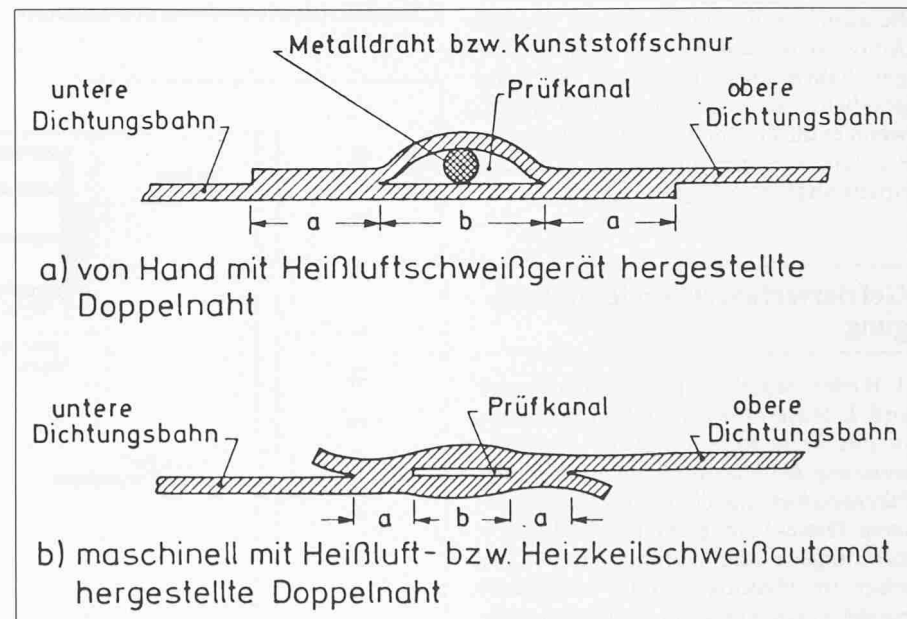 Metalldraht bzw. Kunststoffschnur
untere
Dichtungsbahn
Prüfkanal
obere
Dichtungsbahn
a
b
a
a) von Hand mit Heißluftschweißgerät hergestellte
Doppelnaht
untere
Dichtungsbahn
Prüfkanal
obere
Dichtungsbahn
a
b
a
b) maschinell mit Heißluft- bzw. Heizkeilschweißautomat
hergestellte Doppelnaht